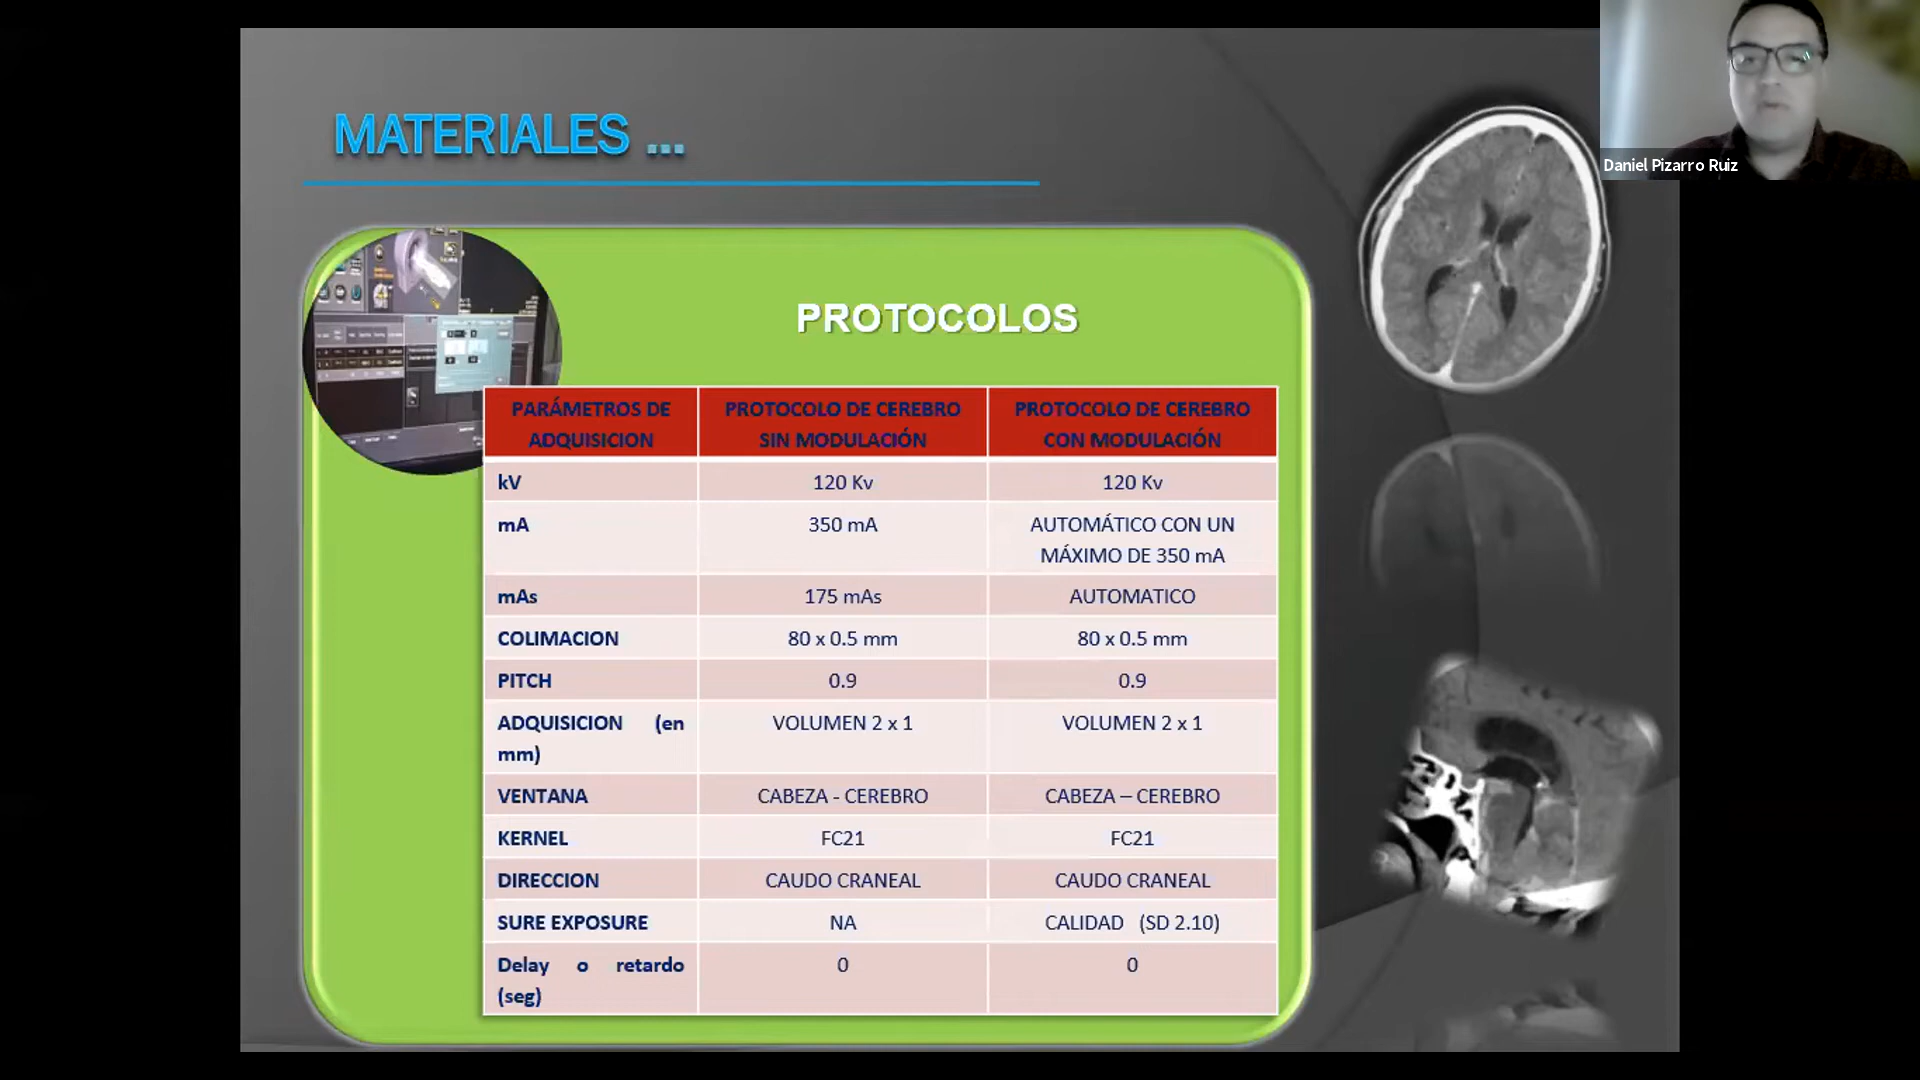 MATERIALES ...
Daniel Pizarro Ruiz
PROTOCOLOS
PARÁMETROS DE ADQUISICION
PROTOCOLO DE CEREBRO SIN MODULACIÓN
PROTOCOLO DE CEREBRO CON MODULACIÓN
kV 120 Kv 120 Kv
mA 350 mA AUTOMÁTICO CON UN MÁXIMO DE 350 mA
mAs 175 mAs AUTOMATICO
COLIMACION 80 x 0.5 mm 80 x 0.5 mm
PITCH 0.9 0.9
ADQUISICION (en mm) VOLUMEN 2 x 1 VOLUMEN 2 x 1
VENTANA CABEZA - CEREBRO CABEZA – CEREBRO
KERNEL FC21 FC21
DIRECCION CAUDO CRANEAL CAUDO CRANEAL
SURE EXPOSURE NA CALIDAD (SD 2.10)
Delay o retardo (seg) 0 0